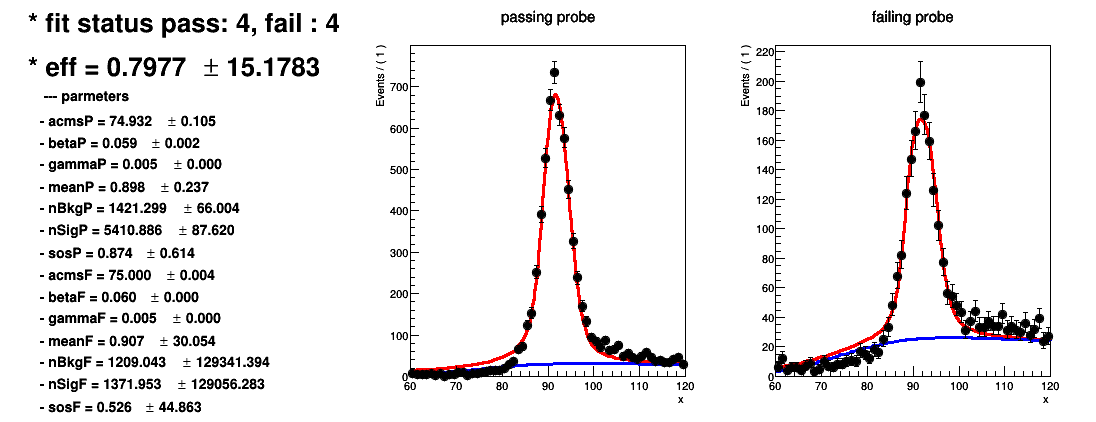 * fit status pass: 4, fail : 4
* eff = 0.7977 ± 15.1783
--- parmeters
- acmsP = 74.932 ± 0.105
- betaP = 0.059 ± 0.002
- gammaP = 0.005 ± 0.000
- meanP = 0.898 ± 0.237
- nBkgP = 1421.299 ± 66.004
- nSigP = 5410.886 ± 87.620
- sosP = 0.874 ± 0.614
- acmsF = 75.000 ± 0.004
- betaF = 0.060 ± 0.000
- gammaF = 0.005 ± 0.000
- meanF = 0.907 ± 30.054
- nBkgF = 1209.043 ± 129341.394
- nSigF = 1371.953 ± 129056.283
- sosF = 0.526 ± 44.863
passing probe
Events / ( 1 )
700
600
500
400
300
200
100
0
60 70 80 90 100 110 120
x
failing probe
Events / ( 1 )
220
200
180
160
140
120
100
80
60
40
20
0
60 70 80 90 100 110 120
x